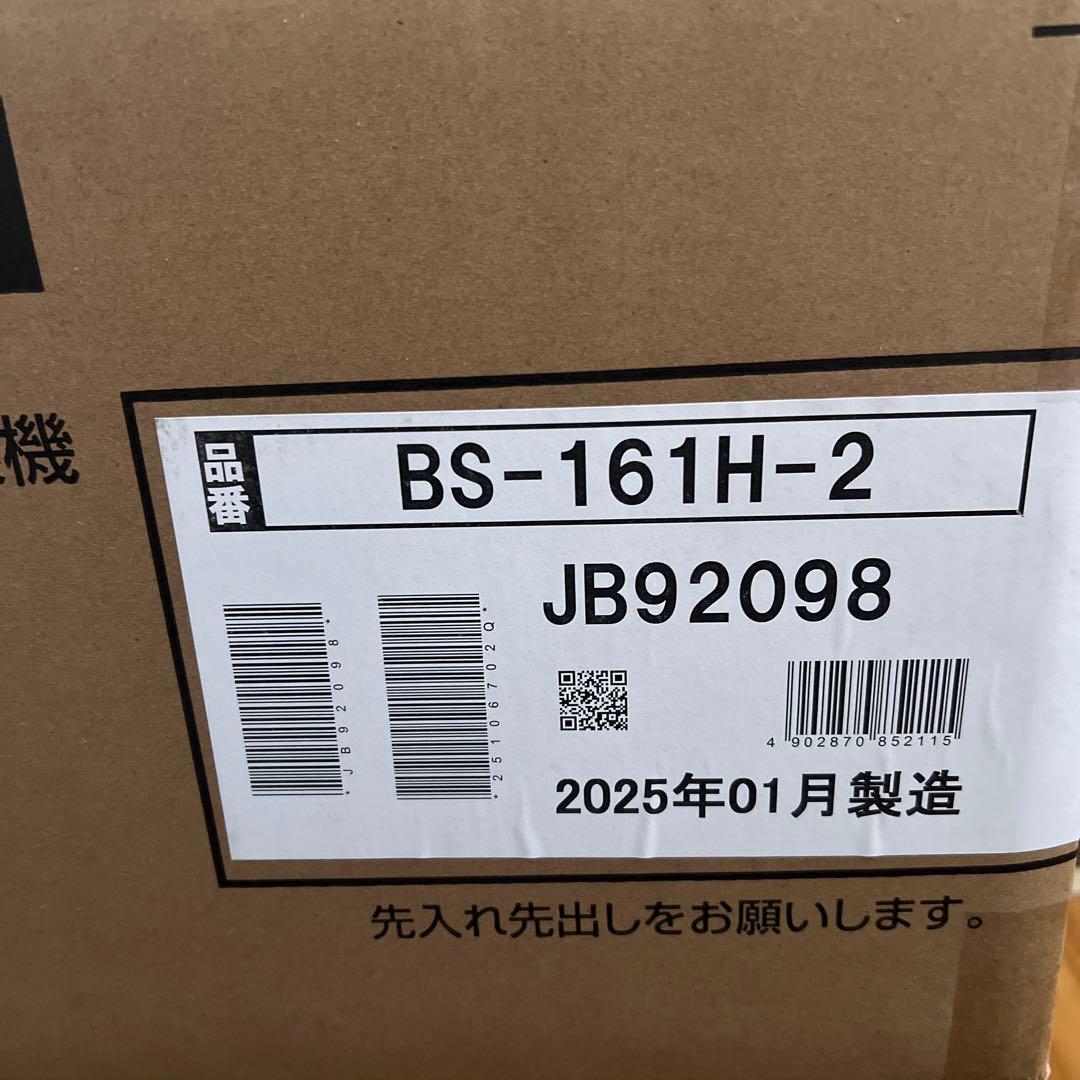 機
品番
BS-161H-2
JB92098
*JB92098*
*25106702Q*
4 902870 852115
2025年01月製造
先入れ先出しをお願いします。